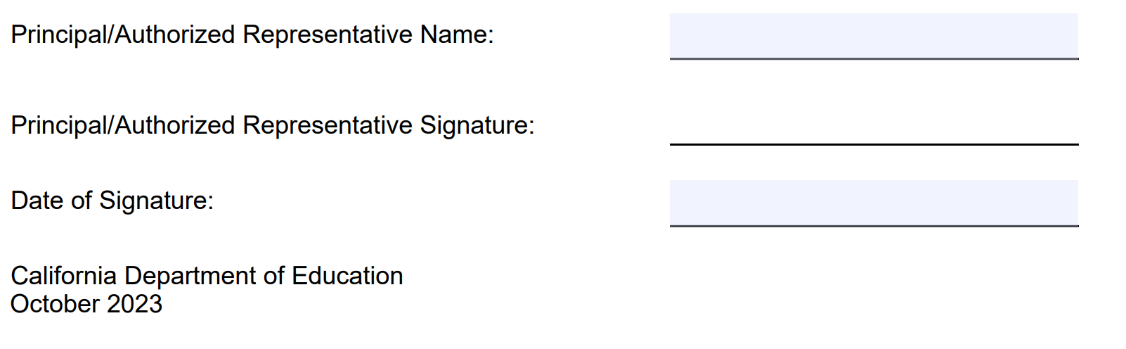 Principal/Authorized Representative Name:
Principal/Authorized Representative Signature:
Date of Signature:
California Department of Education
October 2023